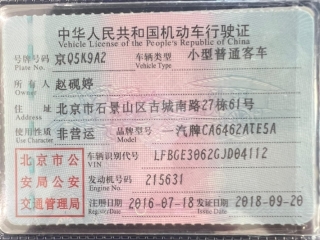 中华人民共和国机动车行驶证
Vehicle License of the People's Republic of China
号牌号码 京Q5K9A2 车辆类型 小型普通客车
Plate No. Vehicle Type
所有人 赵砚婷
Owner
住址 北京市石景山区古城南路27栋61号
Address
使用性质 非营运 品牌型号 一汽牌CA6462ATE5A
Use Character Model
北京市公
安局公安
交通管理局
车辆识别代号 LFBGE3062GJD04112
VIN
发动机号码 215631
Engine No.
注册日期 2016-07-18 发证日期 2018-09-20
Register Date Issue Date